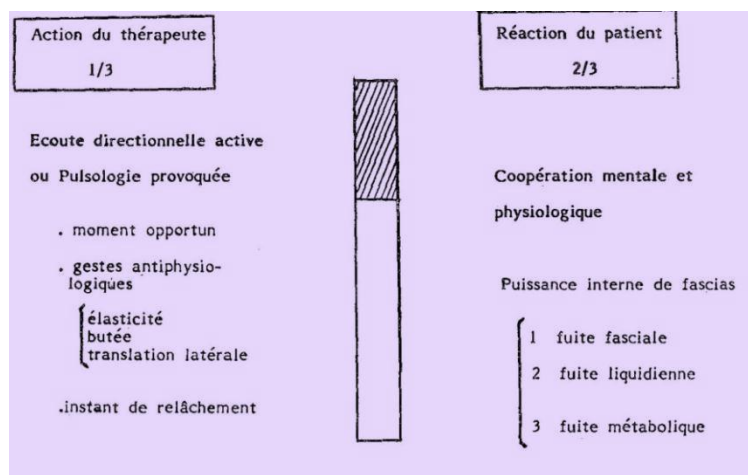 Action du thérapeute
1/3
Ecoute directionnelle active
ou Pulsologie provoquée
. moment opportun
. gestes antiphysio-
logiques
élasticité
butée
translation latérale
.instant de relâchement
Réaction du patient
2/3
Coopération mentale et
physiologique
Puissance interne de fascias
1 fuite fasciale
2 fuite liquidienne
3 fuite métabolique